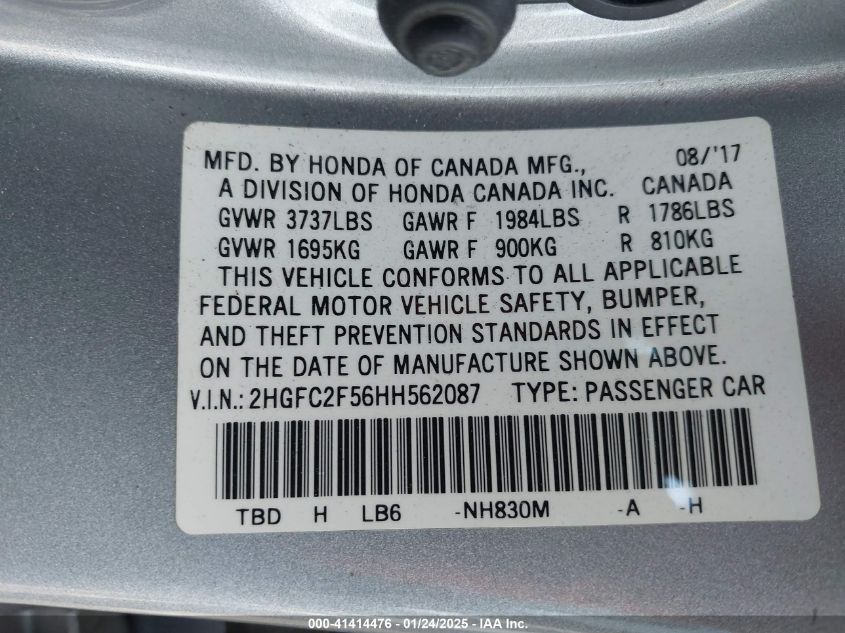 MFD. BY HONDA OF CANADA MFG., 08/'17
A DIVISION OF HONDA CANADA INC. CANADA
GVWR 3737LBS GAWR F 1984LBS R 1786LBS
GVWR 1695KG GAWR F 900KG R 810KG
THIS VEHICLE CONFORMS TO ALL APPLICABLE
FEDERAL MOTOR VEHICLE SAFETY, BUMPER,
AND THEFT PREVENTION STANDARDS IN EFFECT
ON THE DATE OF MANUFACTURE SHOWN ABOVE.
V.I.N.: 2HGFC2F56HH562087 TYPE: PASSENGER CAR
TBD H LB6 -NH830M -A -H
000-41414476 — 01/24/2025 — IAA Inc.